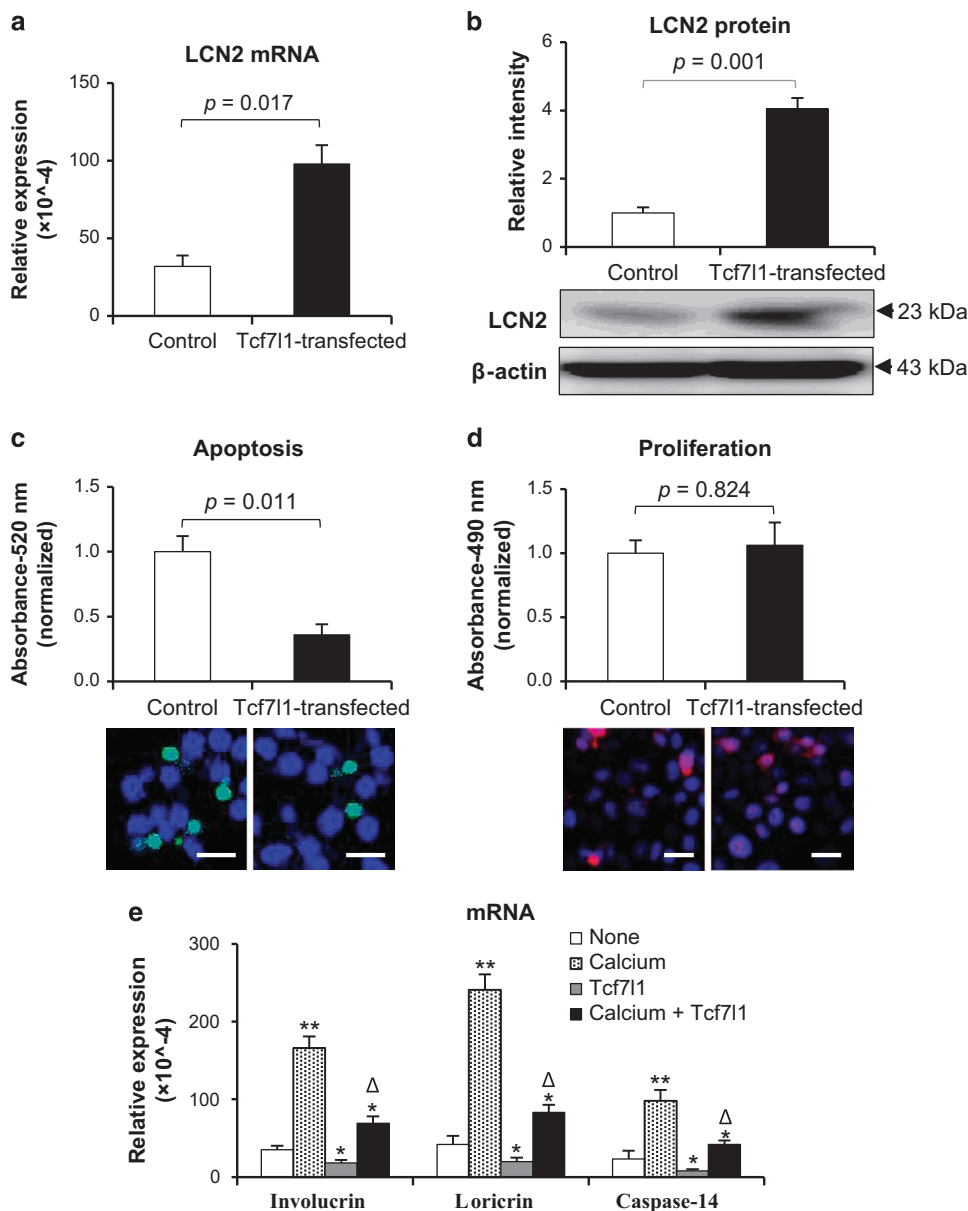 a
LCN2 mRNA
Relative expression
(×10^-4)
150
100
50
0
p = 0.017
Control
Tcf7l1-transfected
b
LCN2 protein
Relative intensity
6
4
2
0
p = 0.001
Control
Tcf7l1-transfected
LCN2
23 kDa
β-actin
43 kDa
c
Apoptosis
Absorbance-520 nm
(normalized)
1.5
1.0
0.5
0.0
p = 0.011
Control
Tcf7l1-transfected
d
Proliferation
Absorbance-490 nm
(normalized)
1.5
1.0
0.5
0.0
p = 0.824
Control
Tcf7l1-transfected
e
mRNA
Relative expression
(×10^-4)
300
200
100
0
None
Calcium
Tcf7l1
Calcium + Tcf7l1
** * Δ *
** * Δ *
** * Δ *
Involucrin
Loricrin
Caspase-14